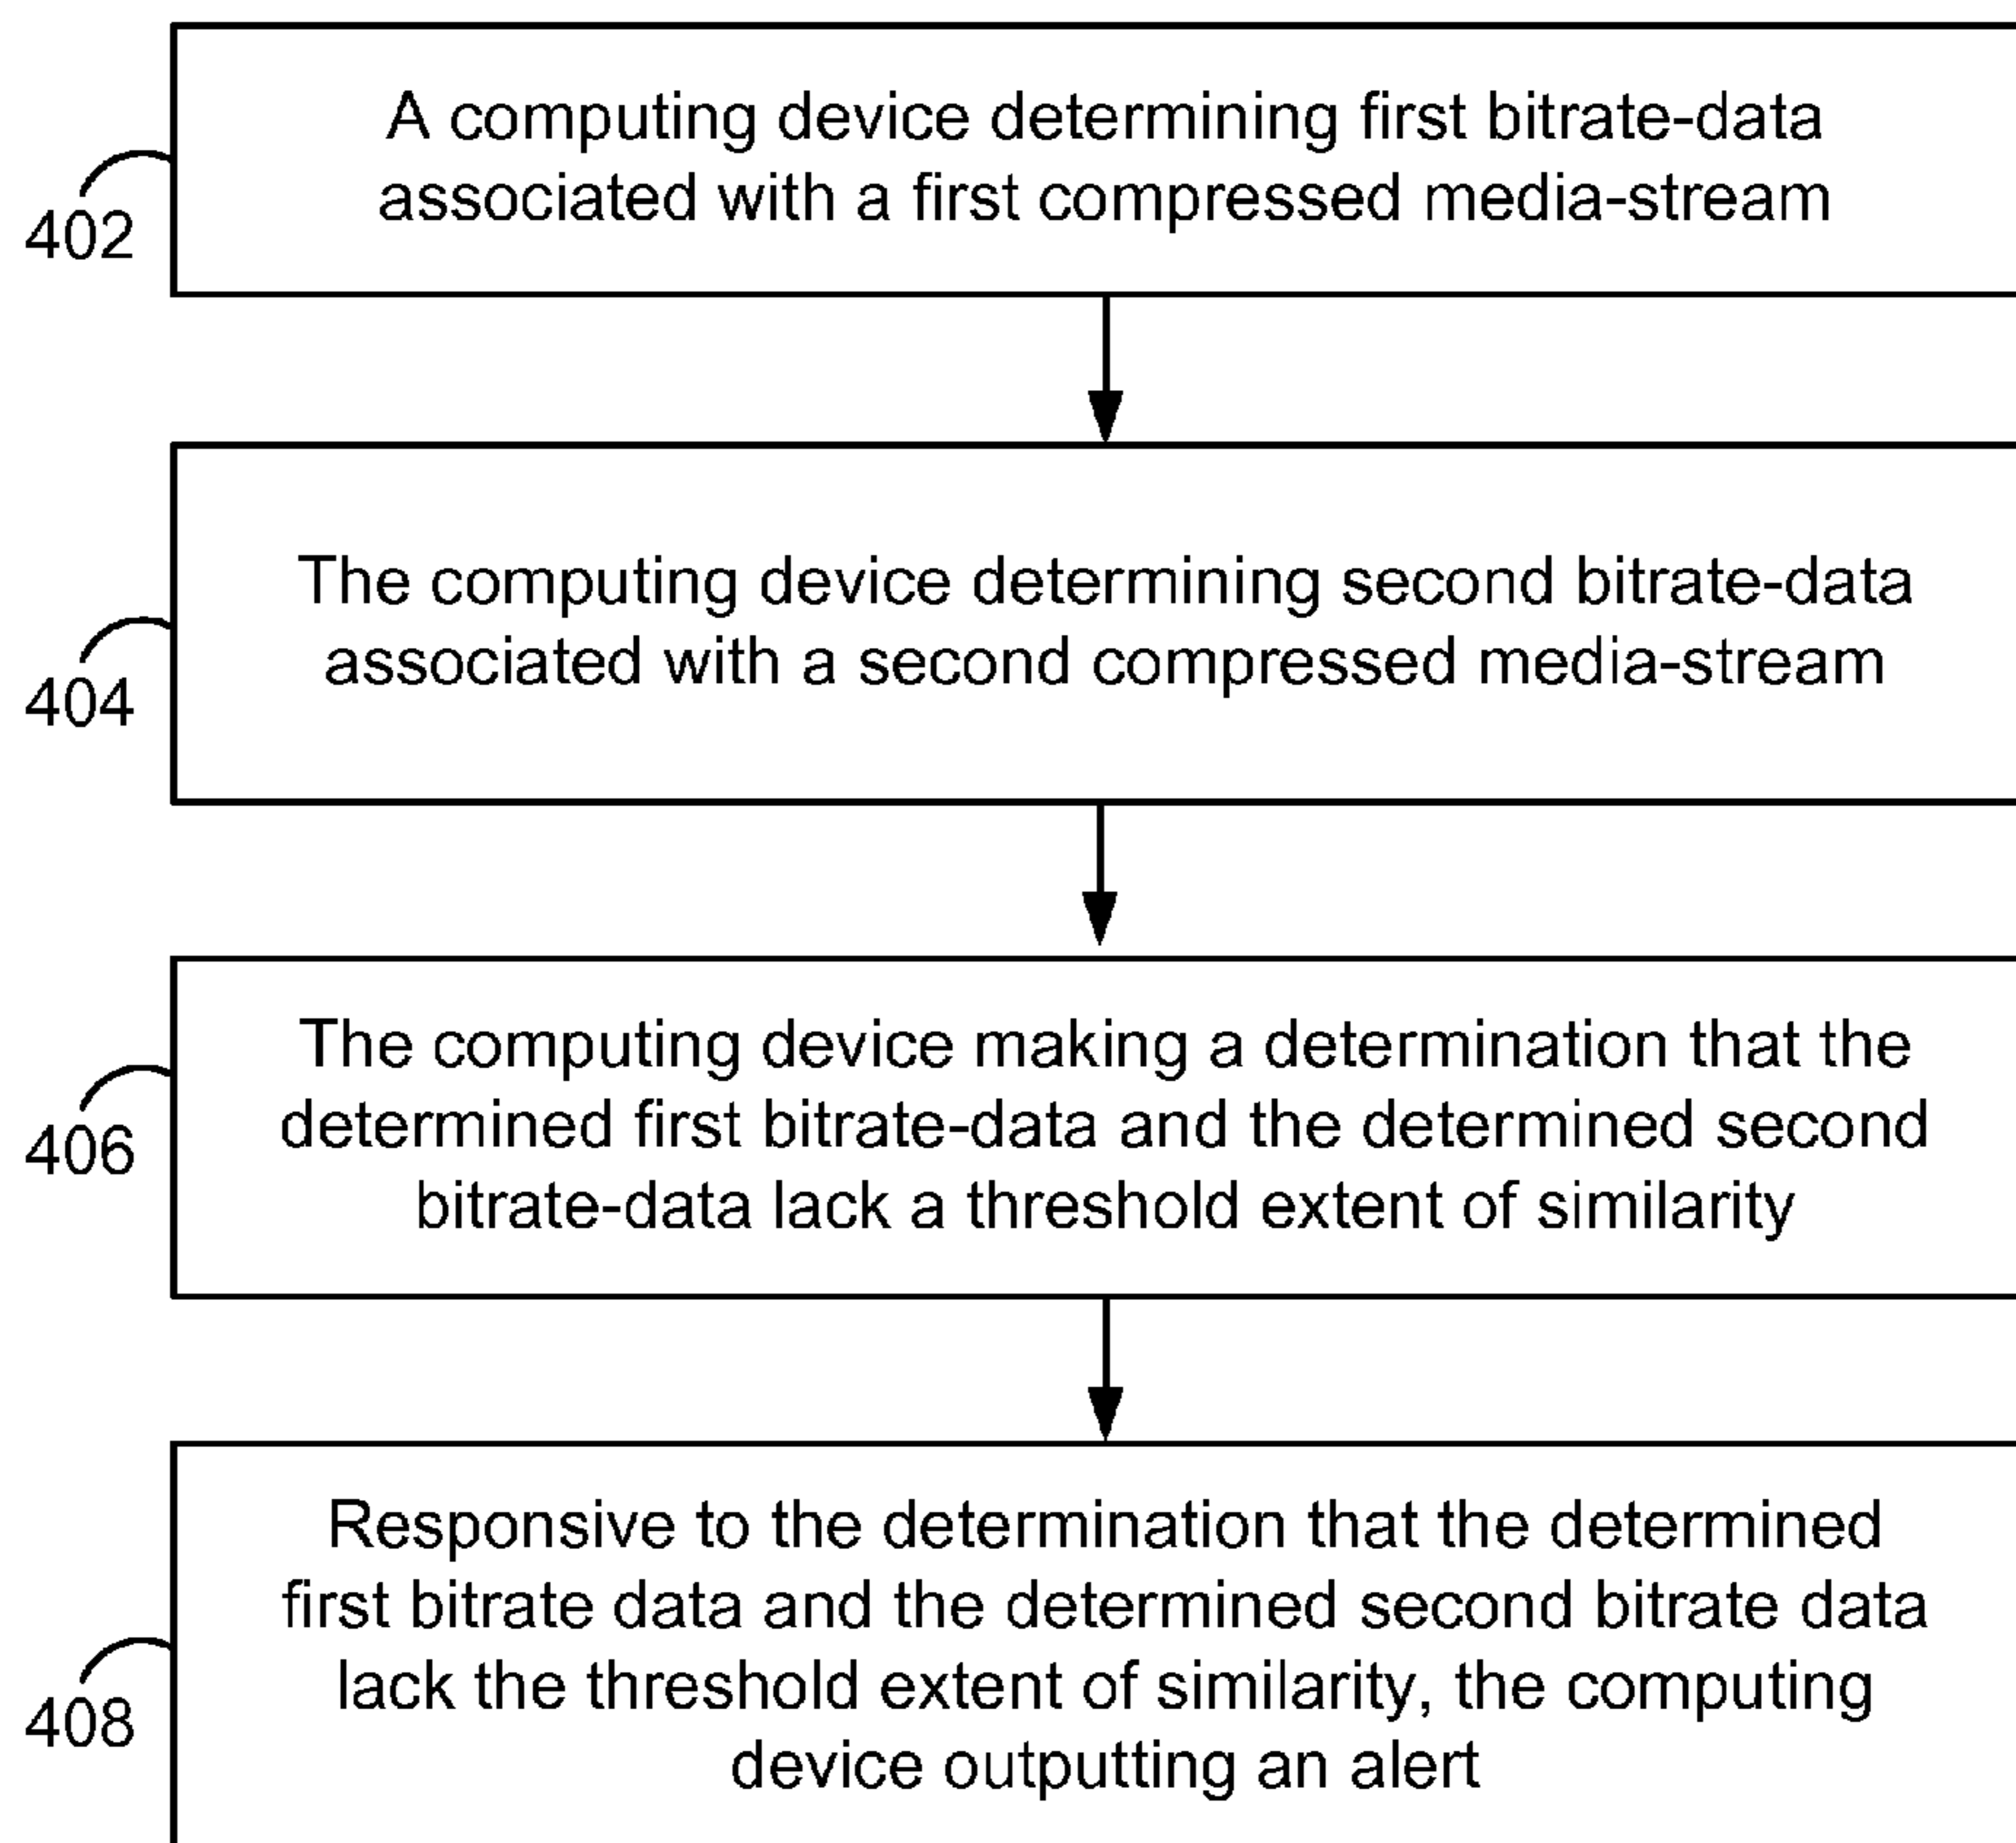 A computing device determining first bitrate-data
associated with a first compressed media-stream
402
The computing device determining second bitrate-data
associated with a second compressed media-stream
404
The computing device making a determination that the
determined first bitrate-data and the determined second
bitrate-data lack a threshold extent of similarity
406
Responsive to the determination that the determined
first bitrate data and the determined second bitrate data
lack the threshold extent of similarity, the computing
device outputting an alert
408